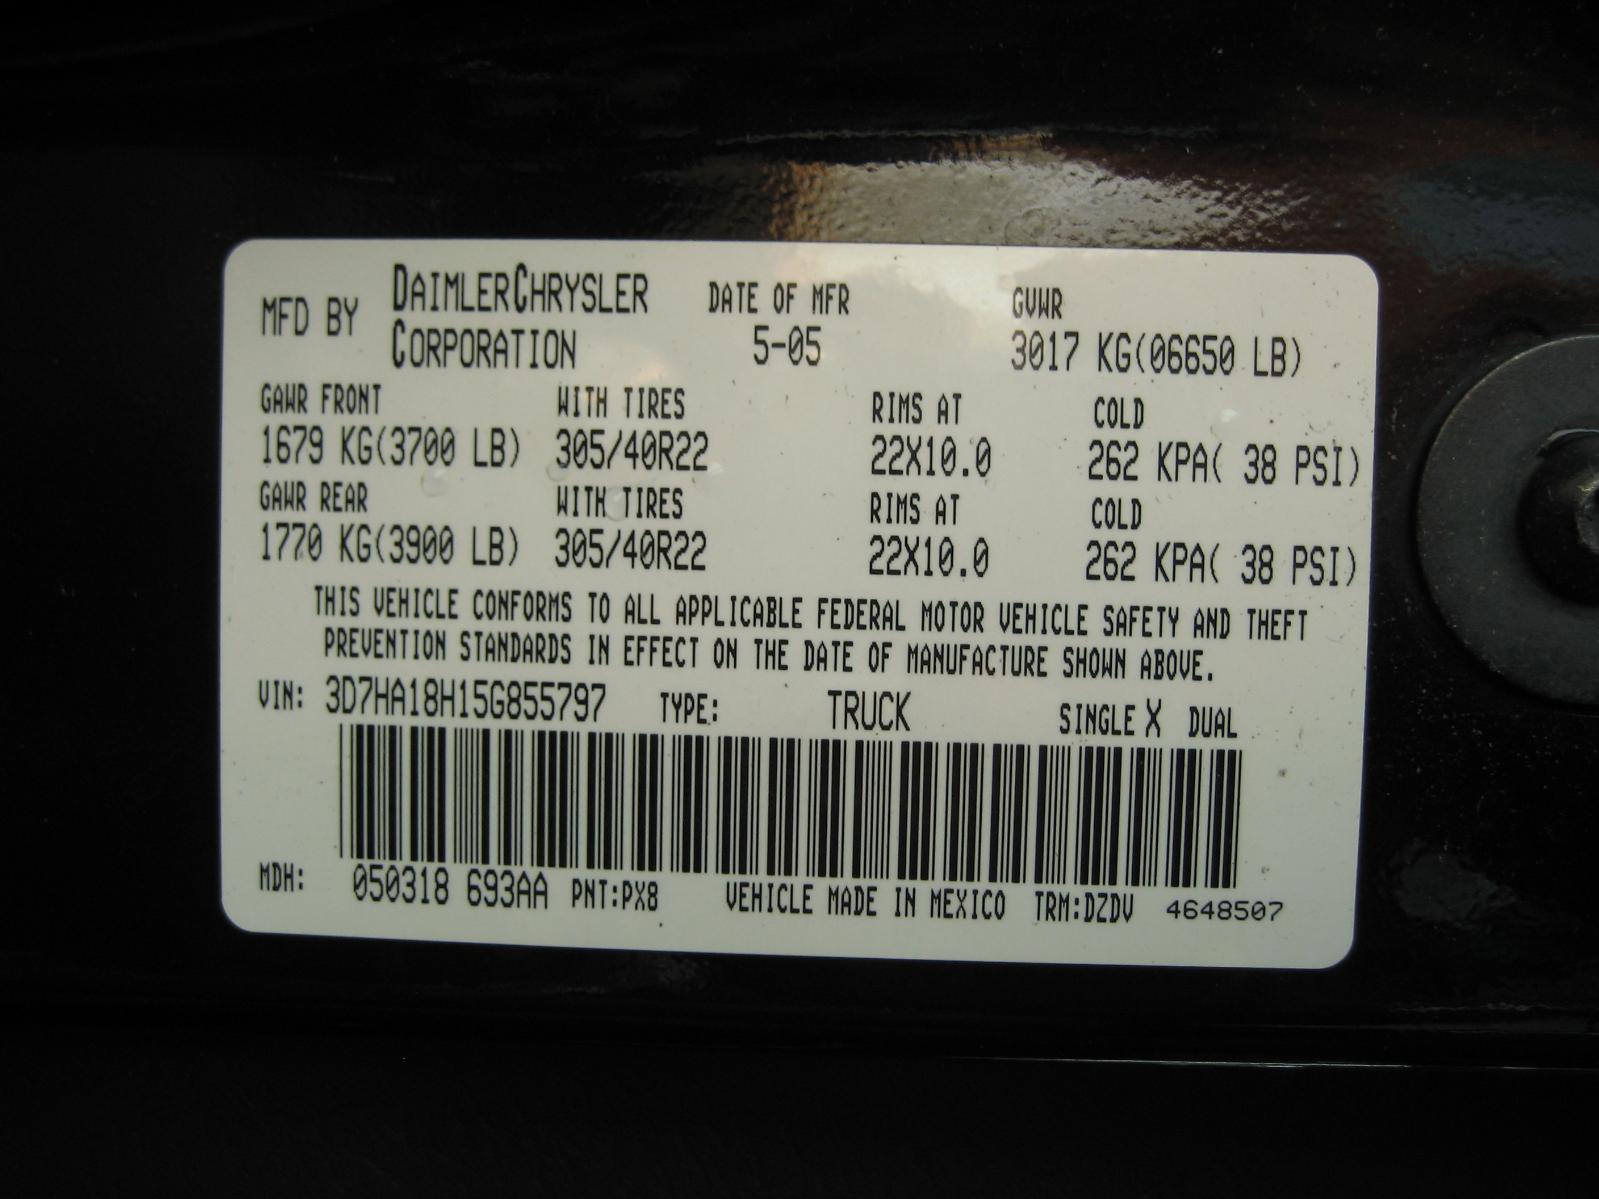 MFD BY DAIMLERCHRYSLER CORPORATION DATE OF MFR 5-05 GVWR
3017 KG(06650 LB)
GAWR FRONT WITH TIRES RIMS AT COLD
1679 KG(3700 LB) 305/40R22 22X10.0 262 KPA( 38 PSI)
GAWR REAR WITH TIRES RIMS AT COLD
1770 KG(3900 LB) 305/40R22 22X10.0 262 KPA( 38 PSI)
THIS VEHICLE CONFORMS TO ALL APPLICABLE FEDERAL MOTOR VEHICLE SAFETY AND THEFT
PREVENTION STANDARDS IN EFFECT ON THE DATE OF MANUFACTURE SHOWN ABOVE.
VIN: 3D7HA18H15G855797 TYPE: TRUCK SINGLE X DUAL
MDH: 050318 693AA PNT:PX8 VEHICLE MADE IN MEXICO TRM:DZDV 4648507